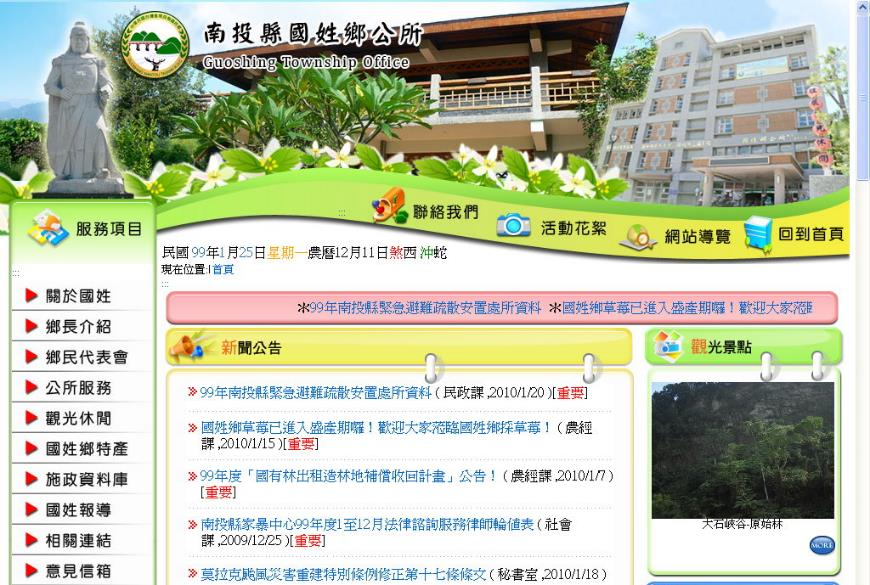 南投縣國姓鄉公所
Guoshing Township Office
服務項目
聯絡我們
活動花絮
網站導覽
回到首頁
民國 99年1月25日星期一農曆12月11日煞西 沖蛇
現在位置:|首頁
關於國姓
鄉長介紹
鄉民代表會
公所服務
觀光休閒
國姓鄉特產
施政資料庫
國姓報導
相關連結
意見信箱
※99年南投縣緊急避難疏散安置處所資料 ※國姓鄉草莓已進入盛產期囉！歡迎大家蒞臨
新聞公告
99年南投縣緊急避難疏散安置處所資料 ( 民政課 ,2010/1/20 )[重要]
國姓鄉草莓已進入盛產期囉！歡迎大家蒞臨國姓鄉採草莓！ ( 農經
課 ,2010/1/15 )[重要]
99年度「國有林出租造林地補償收回計畫」公告！ ( 農經課 ,2010/1/7 )
[重要]
南投縣家暴中心99年度1至12月法律諮詢服務律師輪值表 ( 社會
課 ,2009/12/25 )[重要]
莫拉克颱風災害重建特別條例修正第十七條條文 ( 秘書室 ,2010/1/18 )
觀光景點
大石峽谷-原始林
MORE